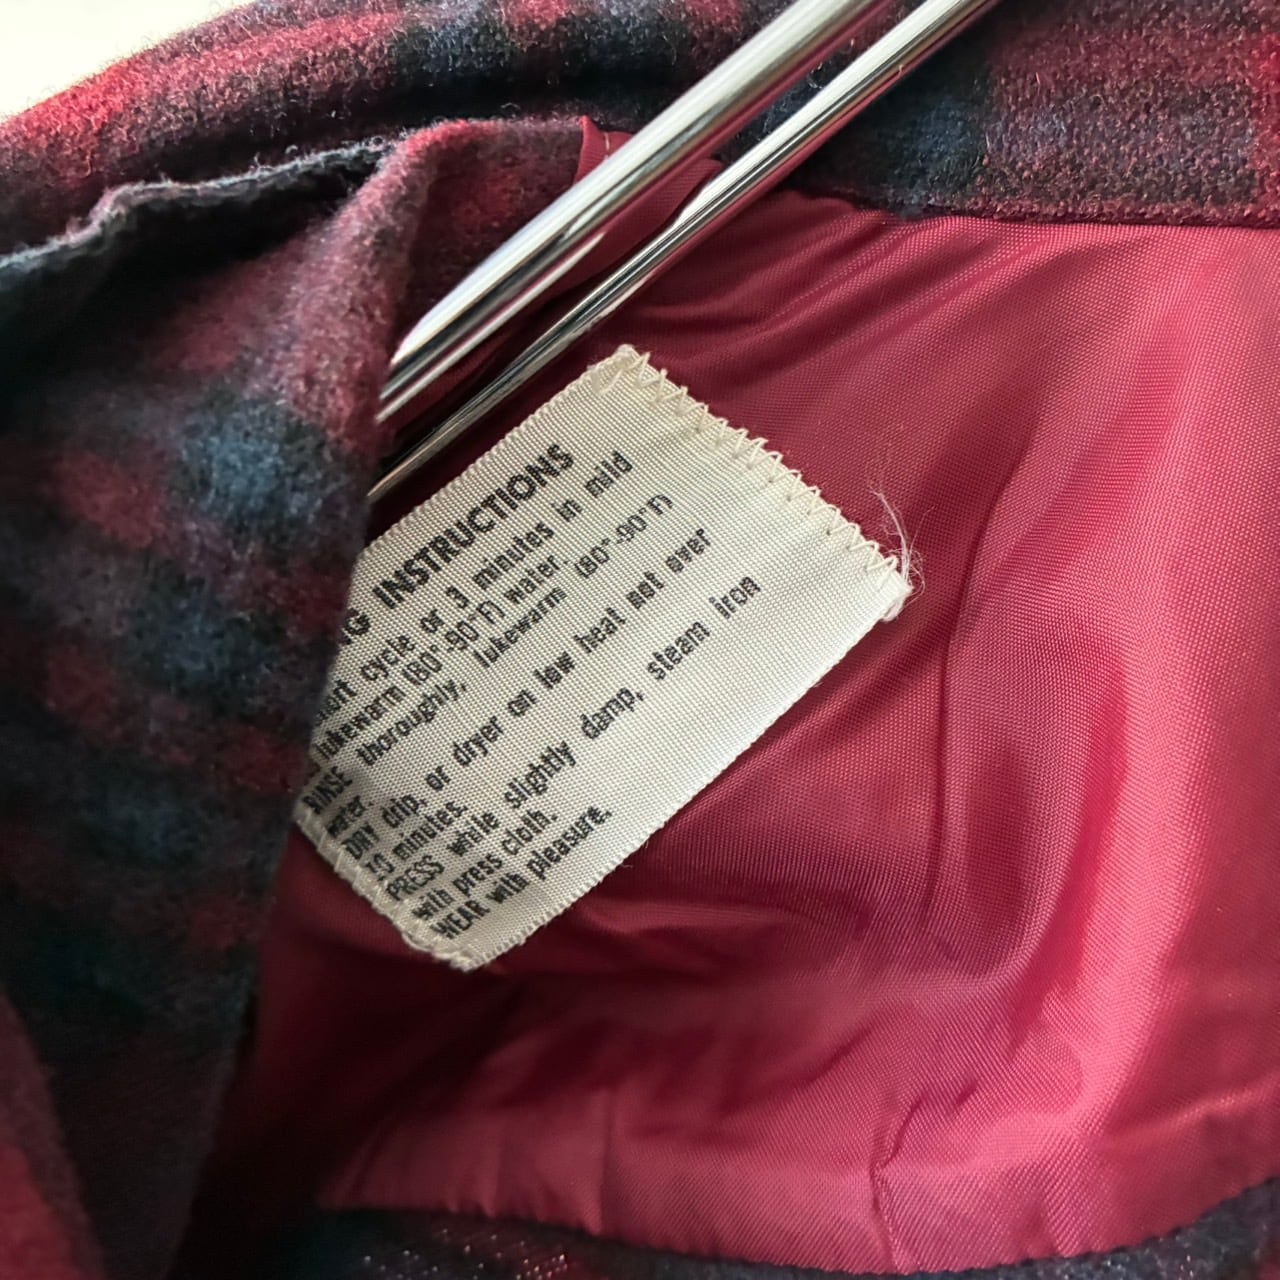 INSTRUCTIONS
cycle or 3 minutes in mild
lukewarm (80°-90°F) water.
RINSE thoroughly, lukewarm (80°-90°F)
water.
DRY drip, or dryer on low heat not over
minutes.
PRESS while slightly damp, steam iron
with press cloth.
WEAR with pleasure.